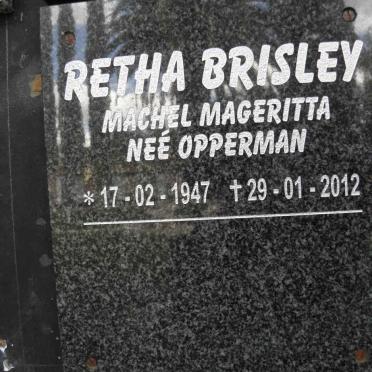 RETHA BRISLEY
MACHEL MAGERITTA
NEÉ OPPERMAN
* 17 - 02 - 1947 † 29 - 01 - 2012